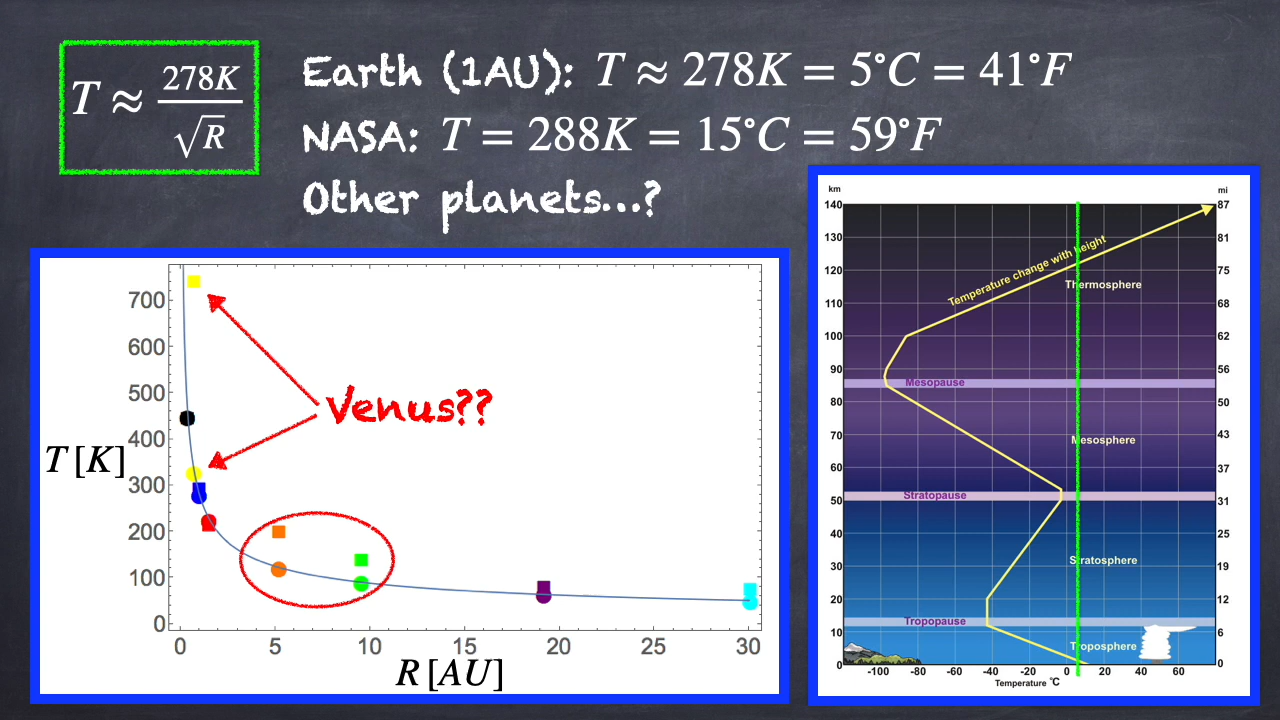 T ≈ 278K / √R
Earth (1AU): T ≈ 278K = 5°C = 41°F
NASA: T = 288K = 15°C = 59°F
Other planets...?
700
600
500
400
300
200
100
0
T [K]
Venus??
0 5 10 15 20 25 30
R [AU]
km mi
140 87
130 81
120 75
110 68
100 62
90 56
80 50
70 43
60 37
50 31
40 25
30 19
20 12
10 6
0 0
Temperature change with height
Thermosphere
Mesopause
Mesosphere
Stratopause
Stratosphere
Tropopause
Troposphere
-100 -80 -60 -40 -20 0 20 40 60
Temperature °C